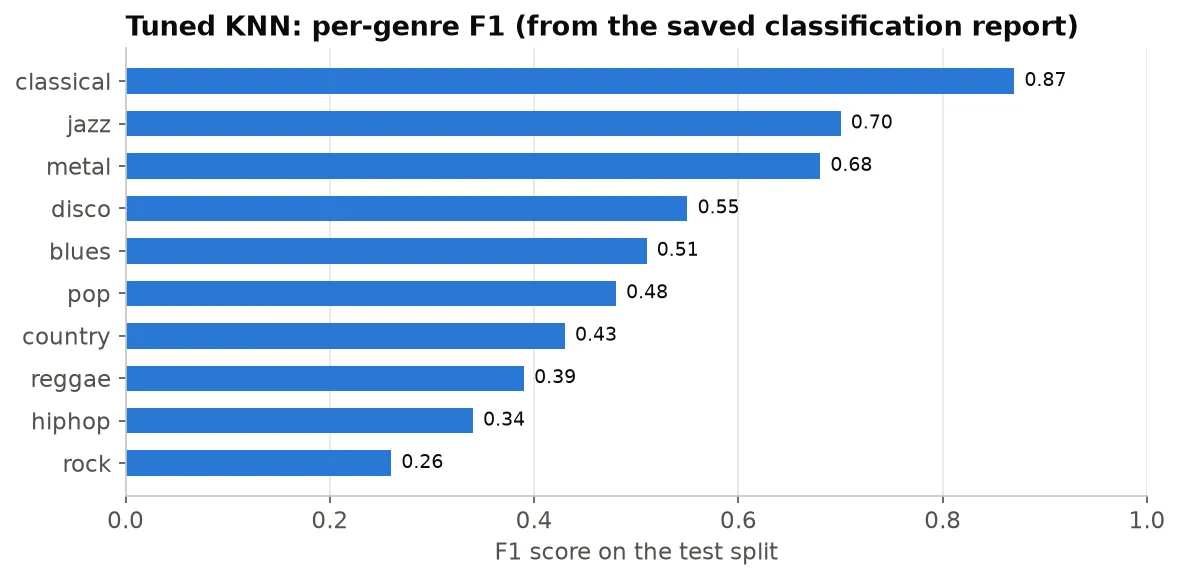 Tuned KNN: per-genre F1 (from the saved classification report)
classical 0.87
jazz 0.70
metal 0.68
disco 0.55
blues 0.51
pop 0.48
country 0.43
reggae 0.39
hiphop 0.34
rock 0.26
0.0 0.2 0.4 0.6 0.8 1.0
F1 score on the test split